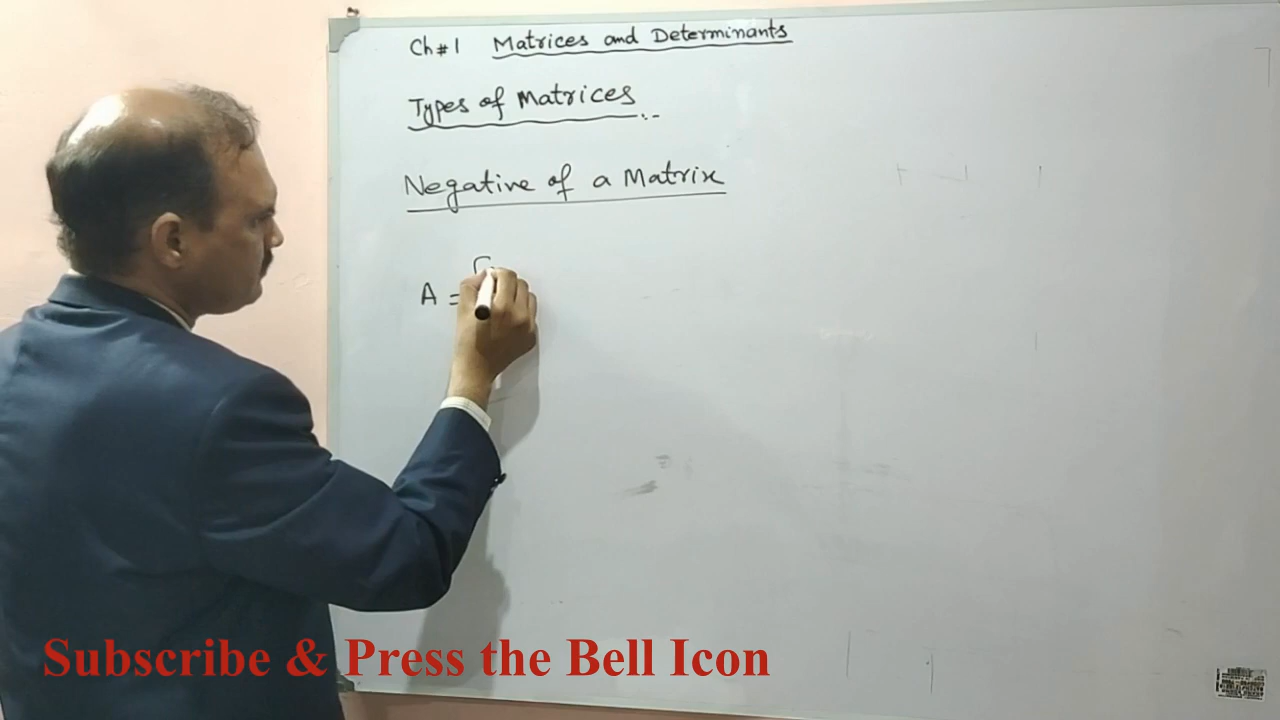 Ch # 1 Matrices and Determinants
Types of Matrices
Negative of a Matrix
A = [
Subscribe & Press the Bell Icon